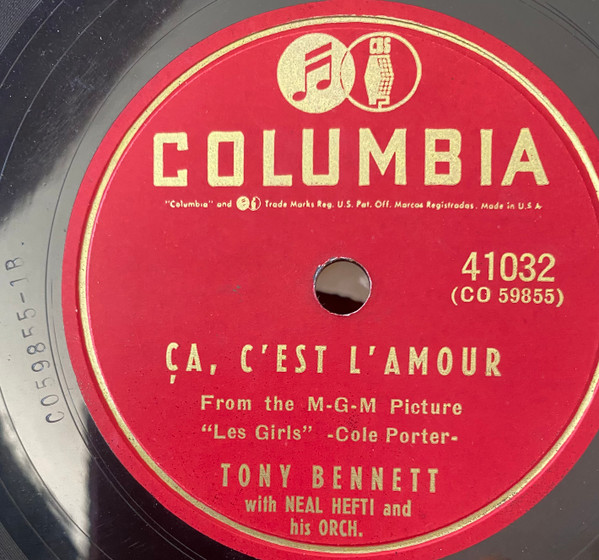 CBS
COLUMBIA
"Columbia" and Trade Marks Reg. U.S. Pat. Off. Marcas Registradas. Made in U.S.A.
41032
(CO 59855)
ÇA, C'EST L'AMOUR
From the M-G-M Picture
"Les Girls" -Cole Porter-
TONY BENNETT
with NEAL HEFTI and
his ORCH.
CO59855-1B.